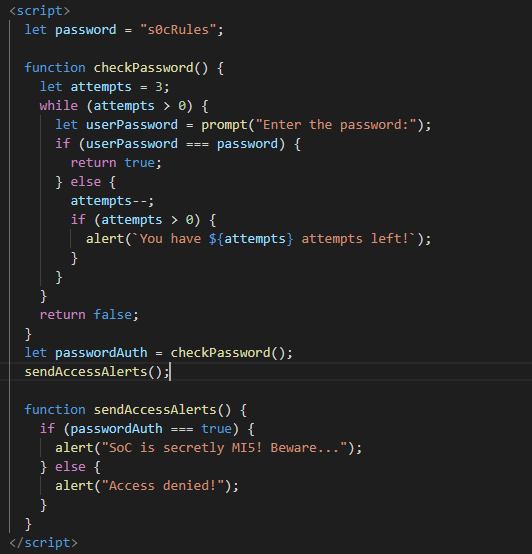 <script>
let password = "s0cRules";
function checkPassword() {
let attempts = 3;
while (attempts > 0) {
let userPassword = prompt("Enter the password:");
if (userPassword === password) {
return true;
} else {
attempts--;
if (attempts > 0) {
alert(`You have ${attempts} attempts left!`);
}
}
}
return false;
}
let passwordAuth = checkPassword();
sendAccessAlerts();
function sendAccessAlerts() {
if (passwordAuth === true) {
alert("SoC is secretly MI5! Beware...");
} else {
alert("Access denied!");
}
}
</script>